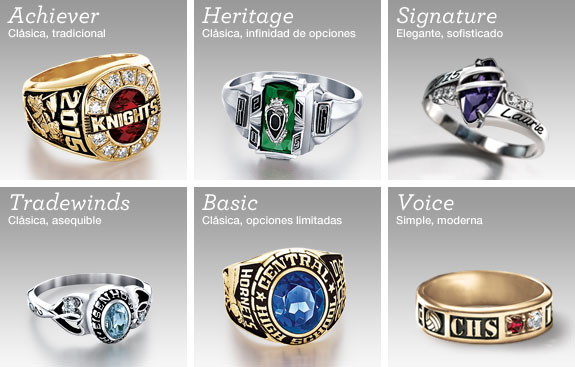 Achiever
Clásica, tradicional
KNIGHTS
2015
Heritage
Clásica, infinidad de opciones
Signature
Elegante, sofisticado
Laurie
Tradewinds
Clásica, asequible
Basic
Clásica, opciones limitadas
CENTRAL
HIGH SCHOOL
HORNETS
Voice
Simple, moderna
CHS